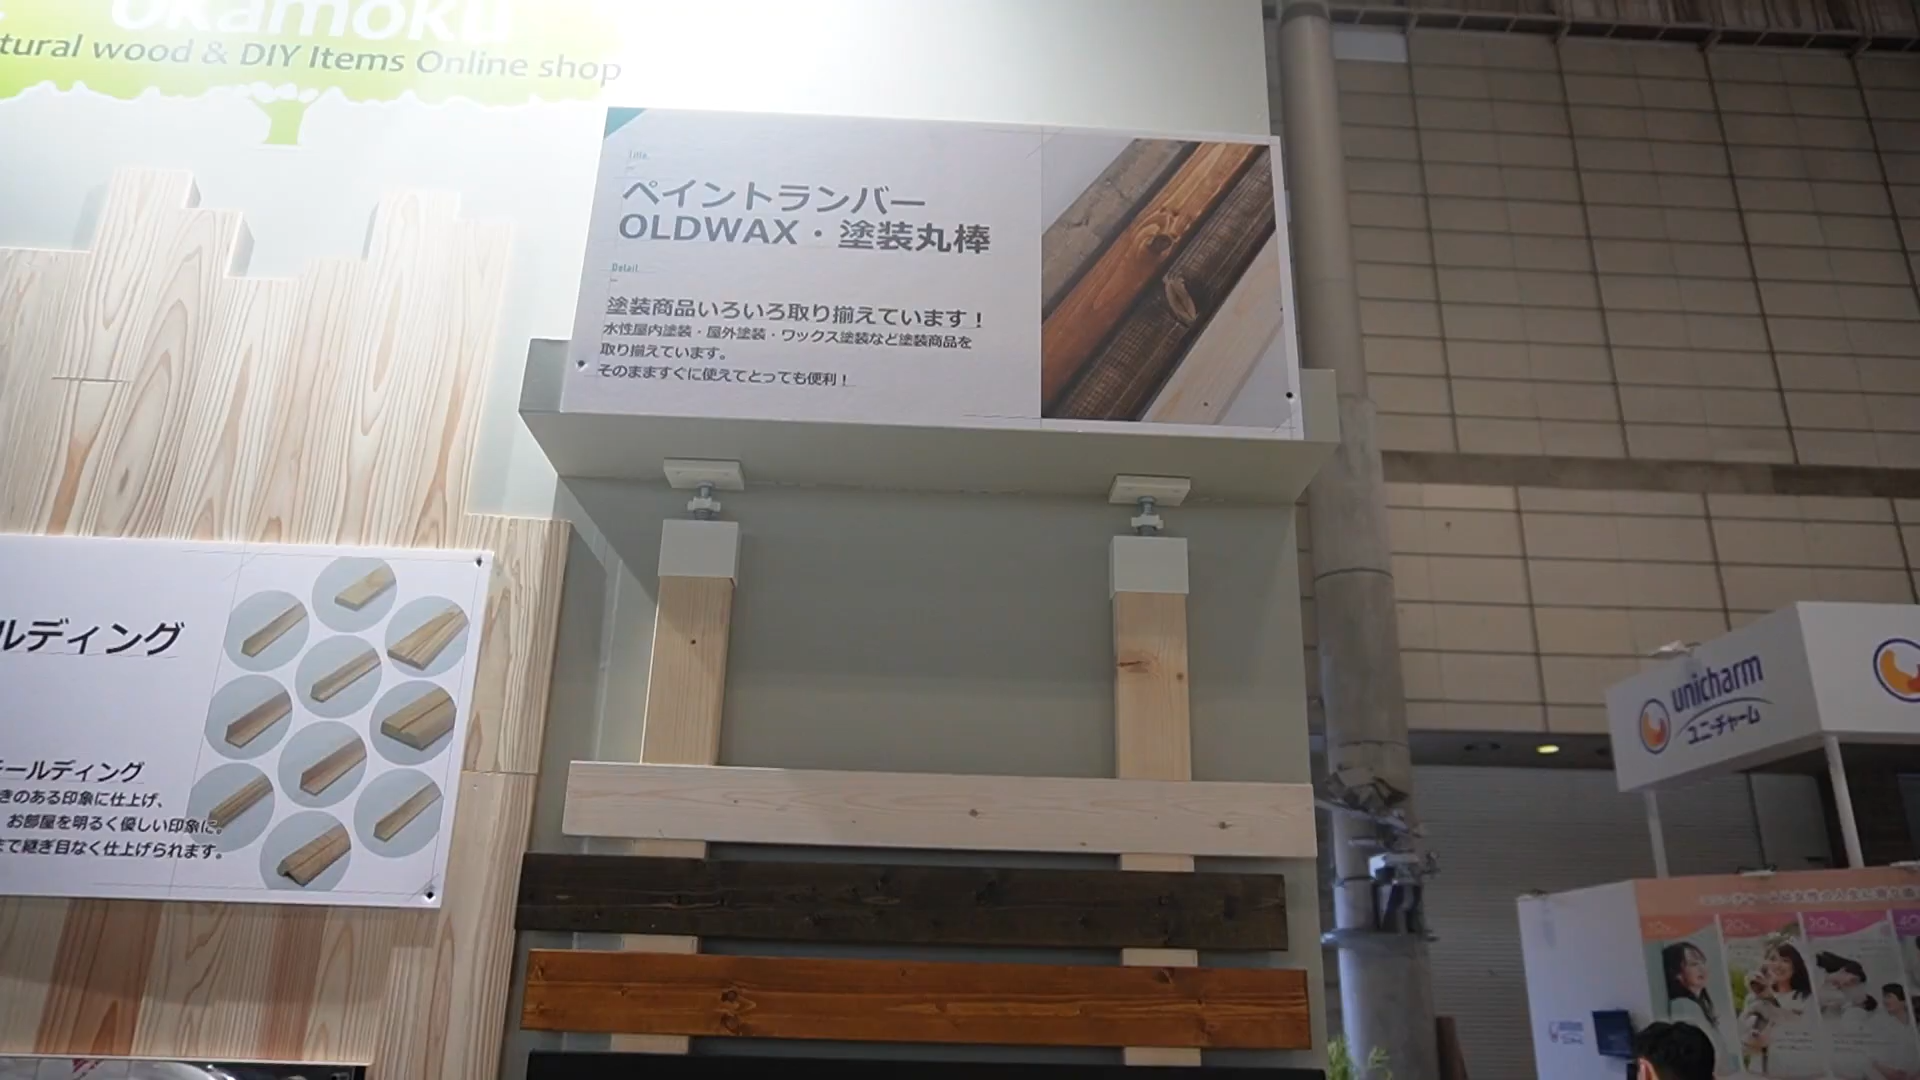 okamoku
tural wood & DIY Items Online shop
Title
ペイントランバー
OLDWAX・塗装丸棒
Detail
塗装商品いろいろ取り揃えています！
水性屋内塗装・屋外塗装・ワックス塗装など塗装商品を
取り揃えています。
そのまますぐに使えてとっても便利！
ルディング
モールディング
きのある印象に仕上げ、
お部屋を明るく優しい印象に。
まで継ぎ目なく仕上げられます。
unicharm
ユニ・チャーム